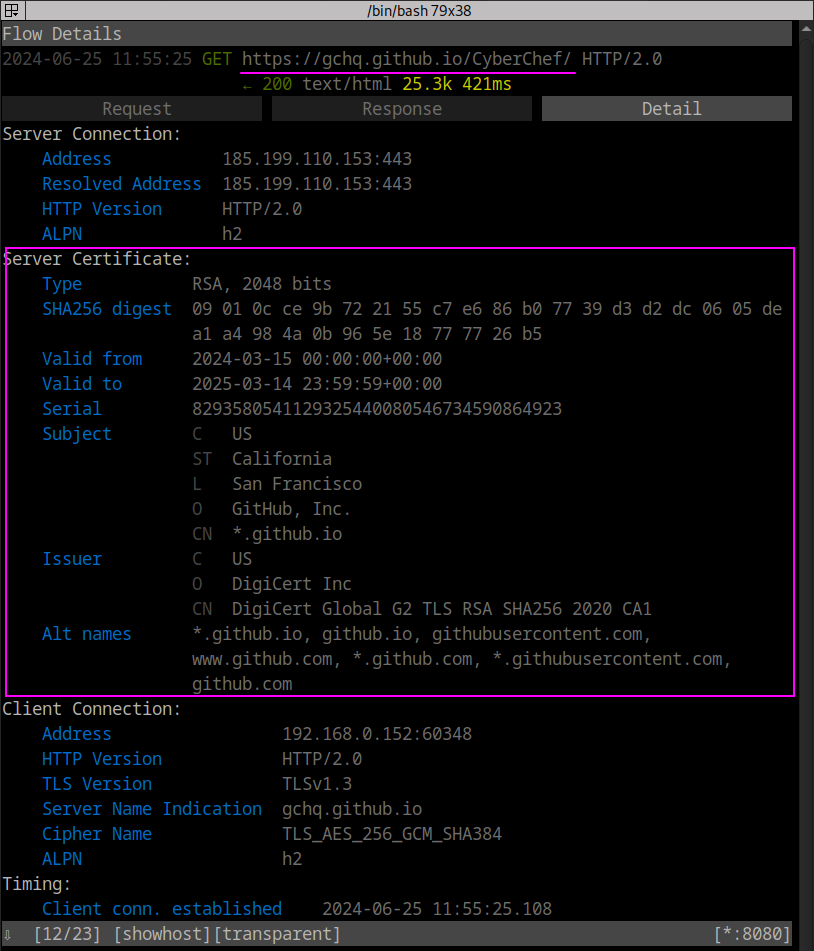 /bin/bash 79x38
Flow Details
2024-06-25 11:55:25 GET https://gchq.github.io/CyberChef/ HTTP/2.0
← 200 text/html 25.3k 421ms
Request Response Detail
Server Connection:
Address 185.199.110.153:443
Resolved Address 185.199.110.153:443
HTTP Version HTTP/2.0
ALPN h2
Server Certificate:
Type RSA, 2048 bits
SHA256 digest 09 01 0c ce 9b 72 21 55 c7 e6 86 b0 77 39 d3 d2 dc 06 05 de
a1 a4 98 4a 0b 96 5e 18 77 77 26 b5
Valid from 2024-03-15 00:00:00+00:00
Valid to 2025-03-14 23:59:59+00:00
Serial 8293580541129325440080546734590864923
Subject C US
ST California
L San Francisco
O GitHub, Inc.
CN *.github.io
Issuer C US
O DigiCert Inc
CN DigiCert Global G2 TLS RSA SHA256 2020 CA1
Alt names *.github.io, github.io, githubusercontent.com,
www.github.com, *.github.com, *.githubusercontent.com,
github.com
Client Connection:
Address 192.168.0.152:60348
HTTP Version HTTP/2.0
TLS Version TLSv1.3
Server Name Indication gchq.github.io
Cipher Name TLS_AES_256_GCM_SHA384
ALPN h2
Timing:
Client conn. established 2024-06-25 11:55:25.108
⇩ [12/23] [showhost][transparent] [*:8080]